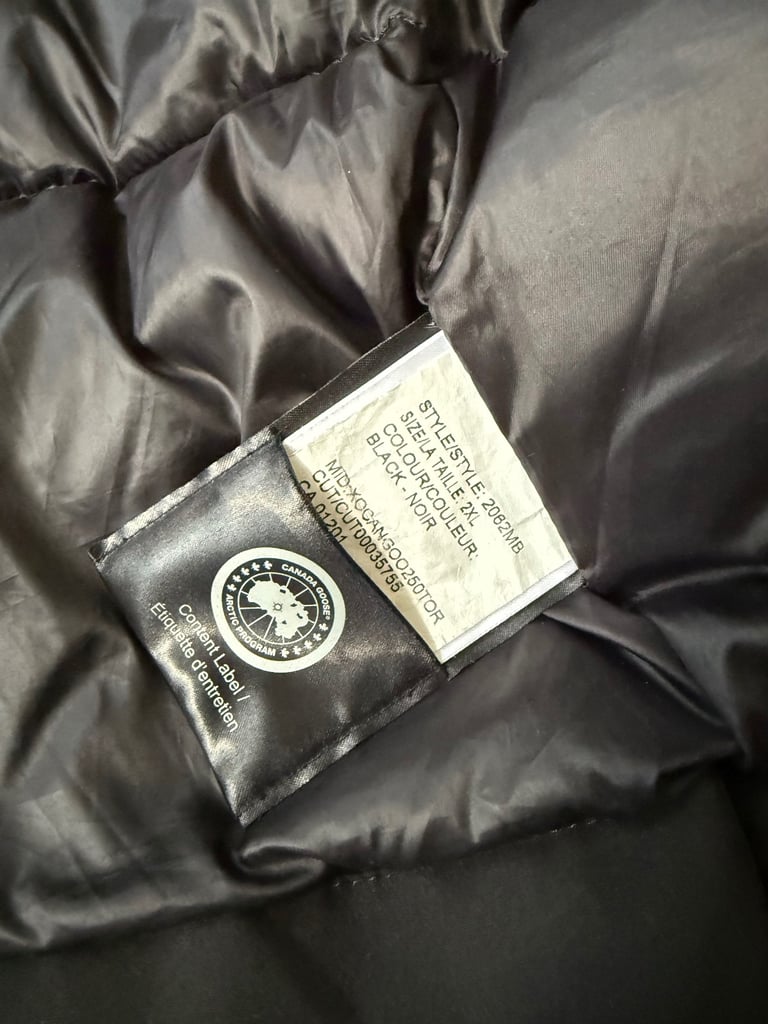 STYLE/STYLE: 2062MB
SIZE/LA TAILLE: 2XL
COLOUR/COULEUR:
BLACK - NOIR
MID-XOCANGOO250TOR
CUT/CUT00035755
CA 01201
CANADA GOOSE®
ARCTIC PROGRAM
Content Label /
Étiquette d'entretien